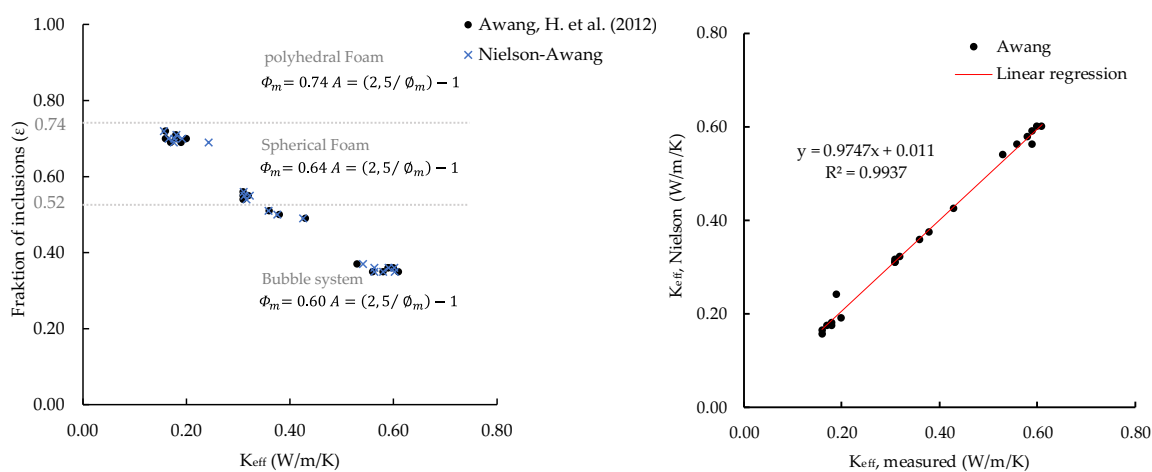 Awang, H. et al. (2012)
Nielson-Awang
polyhedral Foam
Φm= 0.74 A = (2,5/ ∅m) − 1
Spherical Foam
Φm= 0.64 A = (2,5/ ∅m) − 1
Bubble system
Φm= 0.60 A = (2,5/ ∅m) − 1
Fraktion of inclusions (ε)
1.00
0.80
0.74
0.60
0.52
0.40
0.20
0.00
0.00 0.20 0.40 0.60 0.80
Keff (W/m/K)
Awang
Linear regression
y = 0.9747x + 0.011
R² = 0.9937
Keff, Nielson (W/m/K)
0.80
0.60
0.40
0.20
0.00
0.00 0.20 0.40 0.60 0.80
Keff, measured (W/m/K)